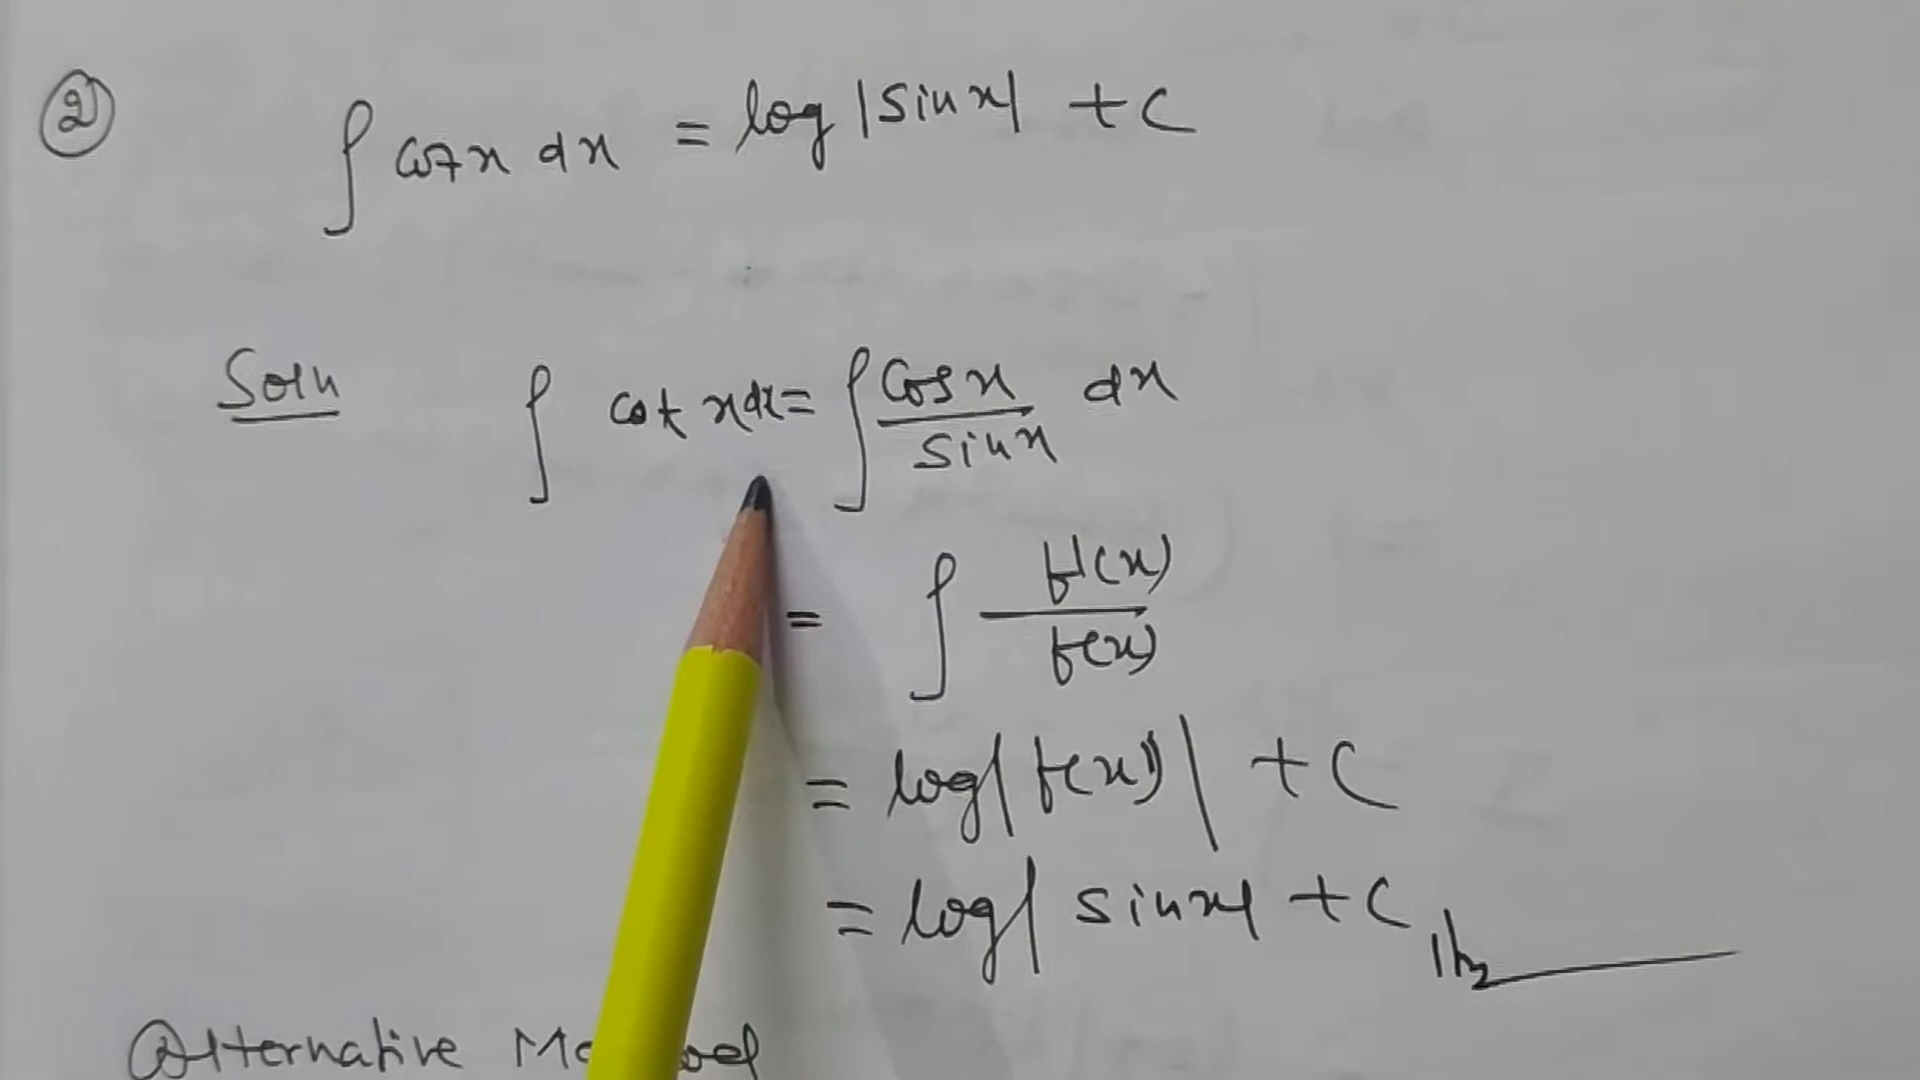 ②
∫ cot x dx = log |sin x| + C
Soln ∫ cot x dx = ∫ cos x / sin x dx
= ∫ f'(x) / f(x)
= log |f(x)| + C
= log | sin x | + C
Alternative